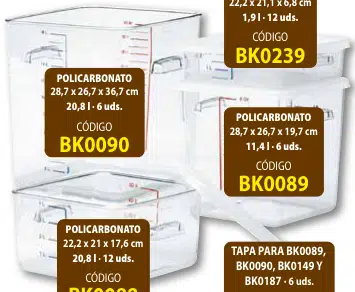 22,2 x 21,1 x 6,8 cm
1,9 l · 12 uds.
CÓDIGO
BK0239
POLICARBONATO
28,7 x 26,7 x 36,7 cm
20,8 l · 6 uds.
CÓDIGO
BK0090
POLICARBONATO
28,7 x 26,7 x 19,7 cm
11,4 l · 6 uds.
CÓDIGO
BK0089
POLICARBONATO
22,2 x 21 x 17,6 cm
20,8 l · 12 uds.
CÓDIGO
TAPA PARA BK0089,
BK0090, BK0149 Y
BK0187 · 6 uds.